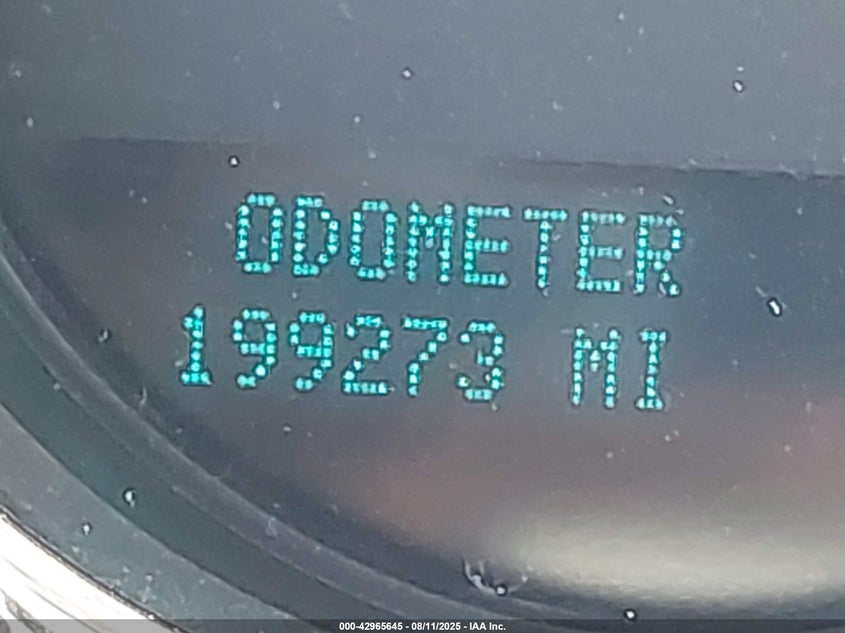 ODOMETER
199273 MI
000-42965645 - 08/11/2025 - IAA Inc.